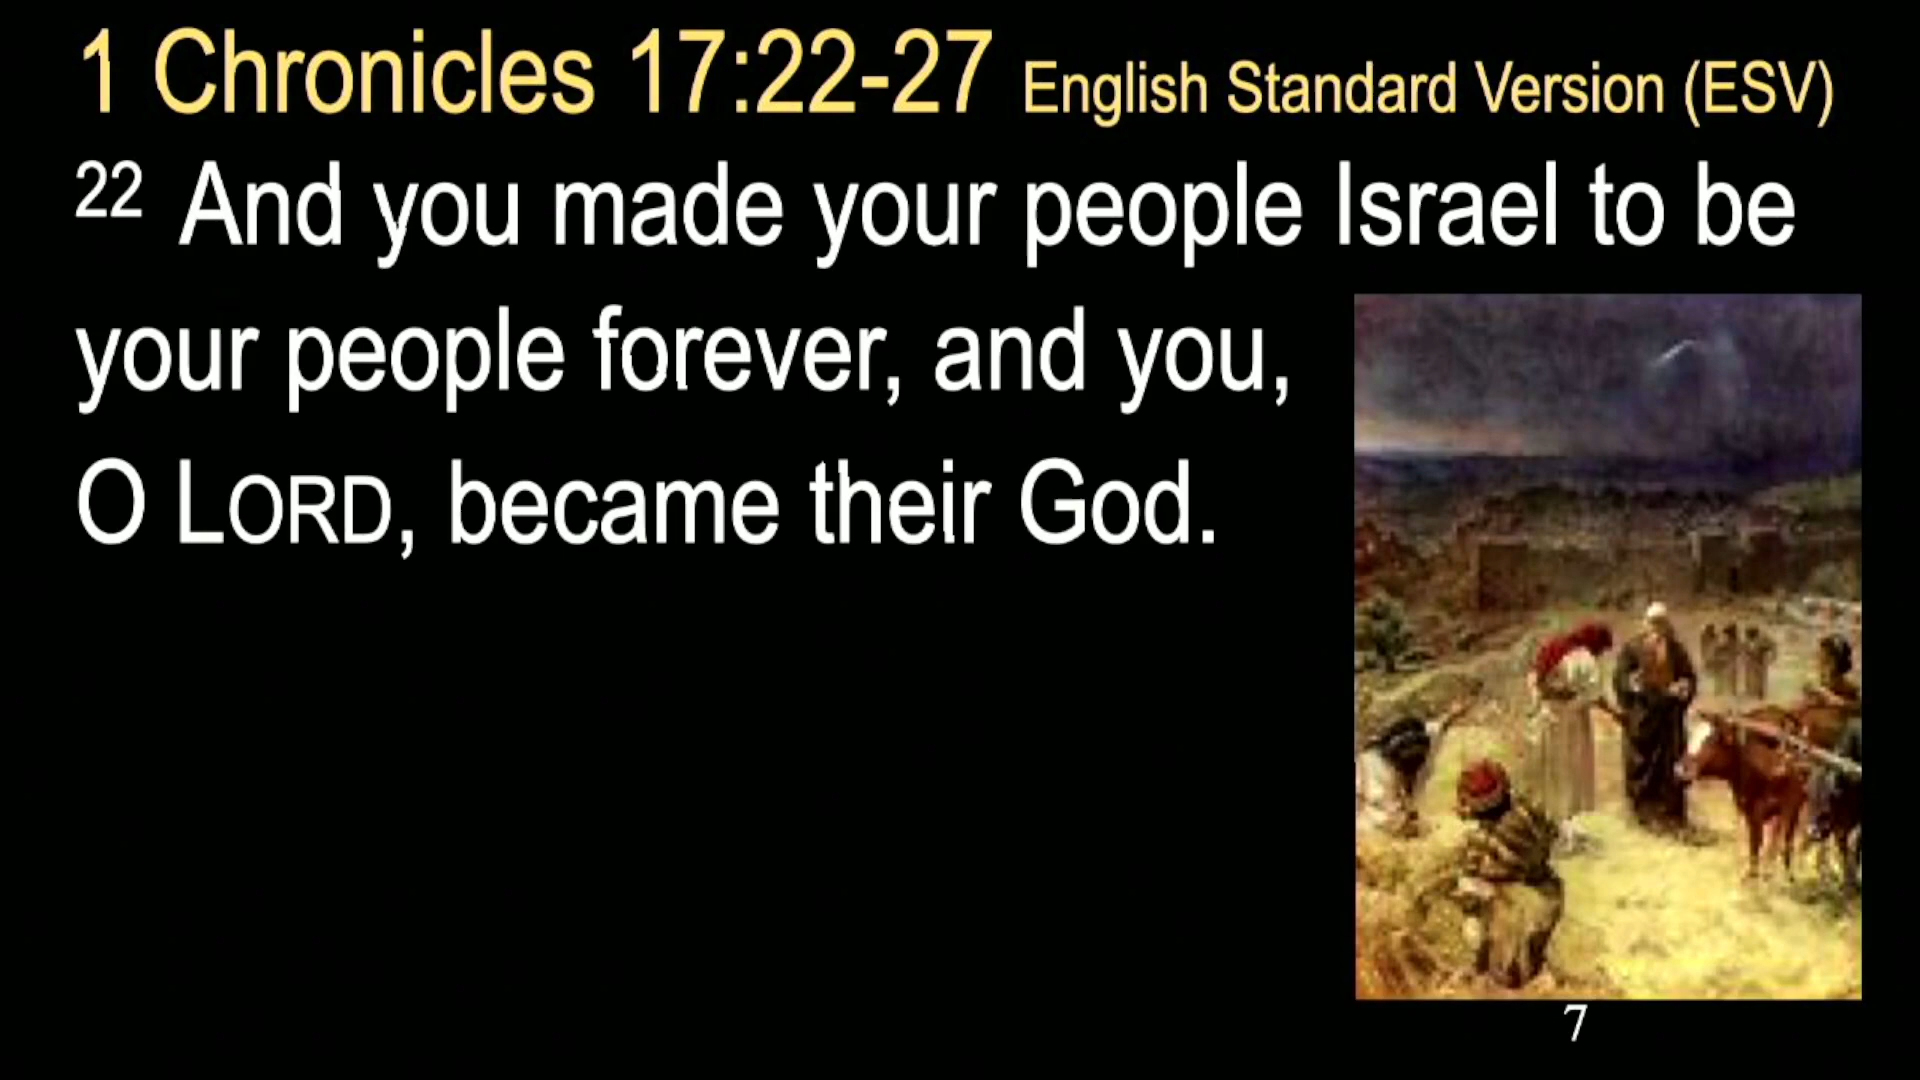 1 Chronicles 17:22-27 English Standard Version (ESV)
22 And you made your people Israel to be
your people forever, and you,
O LORD, became their God.
7